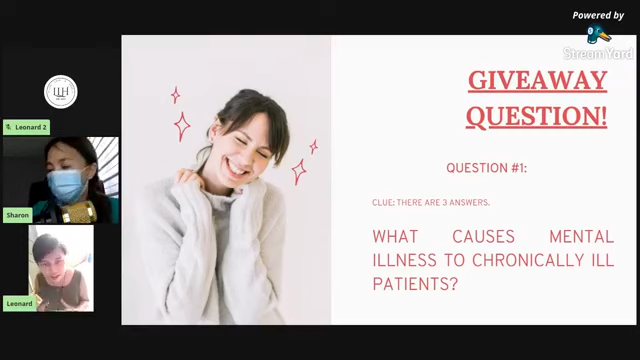 Powered by
StreamYard
GIVEAWAY
QUESTION!
QUESTION #1:
CLUE: THERE ARE 3 ANSWERS.
WHAT CAUSES MENTAL
ILLNESS TO CHRONICALLY ILL
PATIENTS?
LLH
Leonard 2
Sharon
Leonard